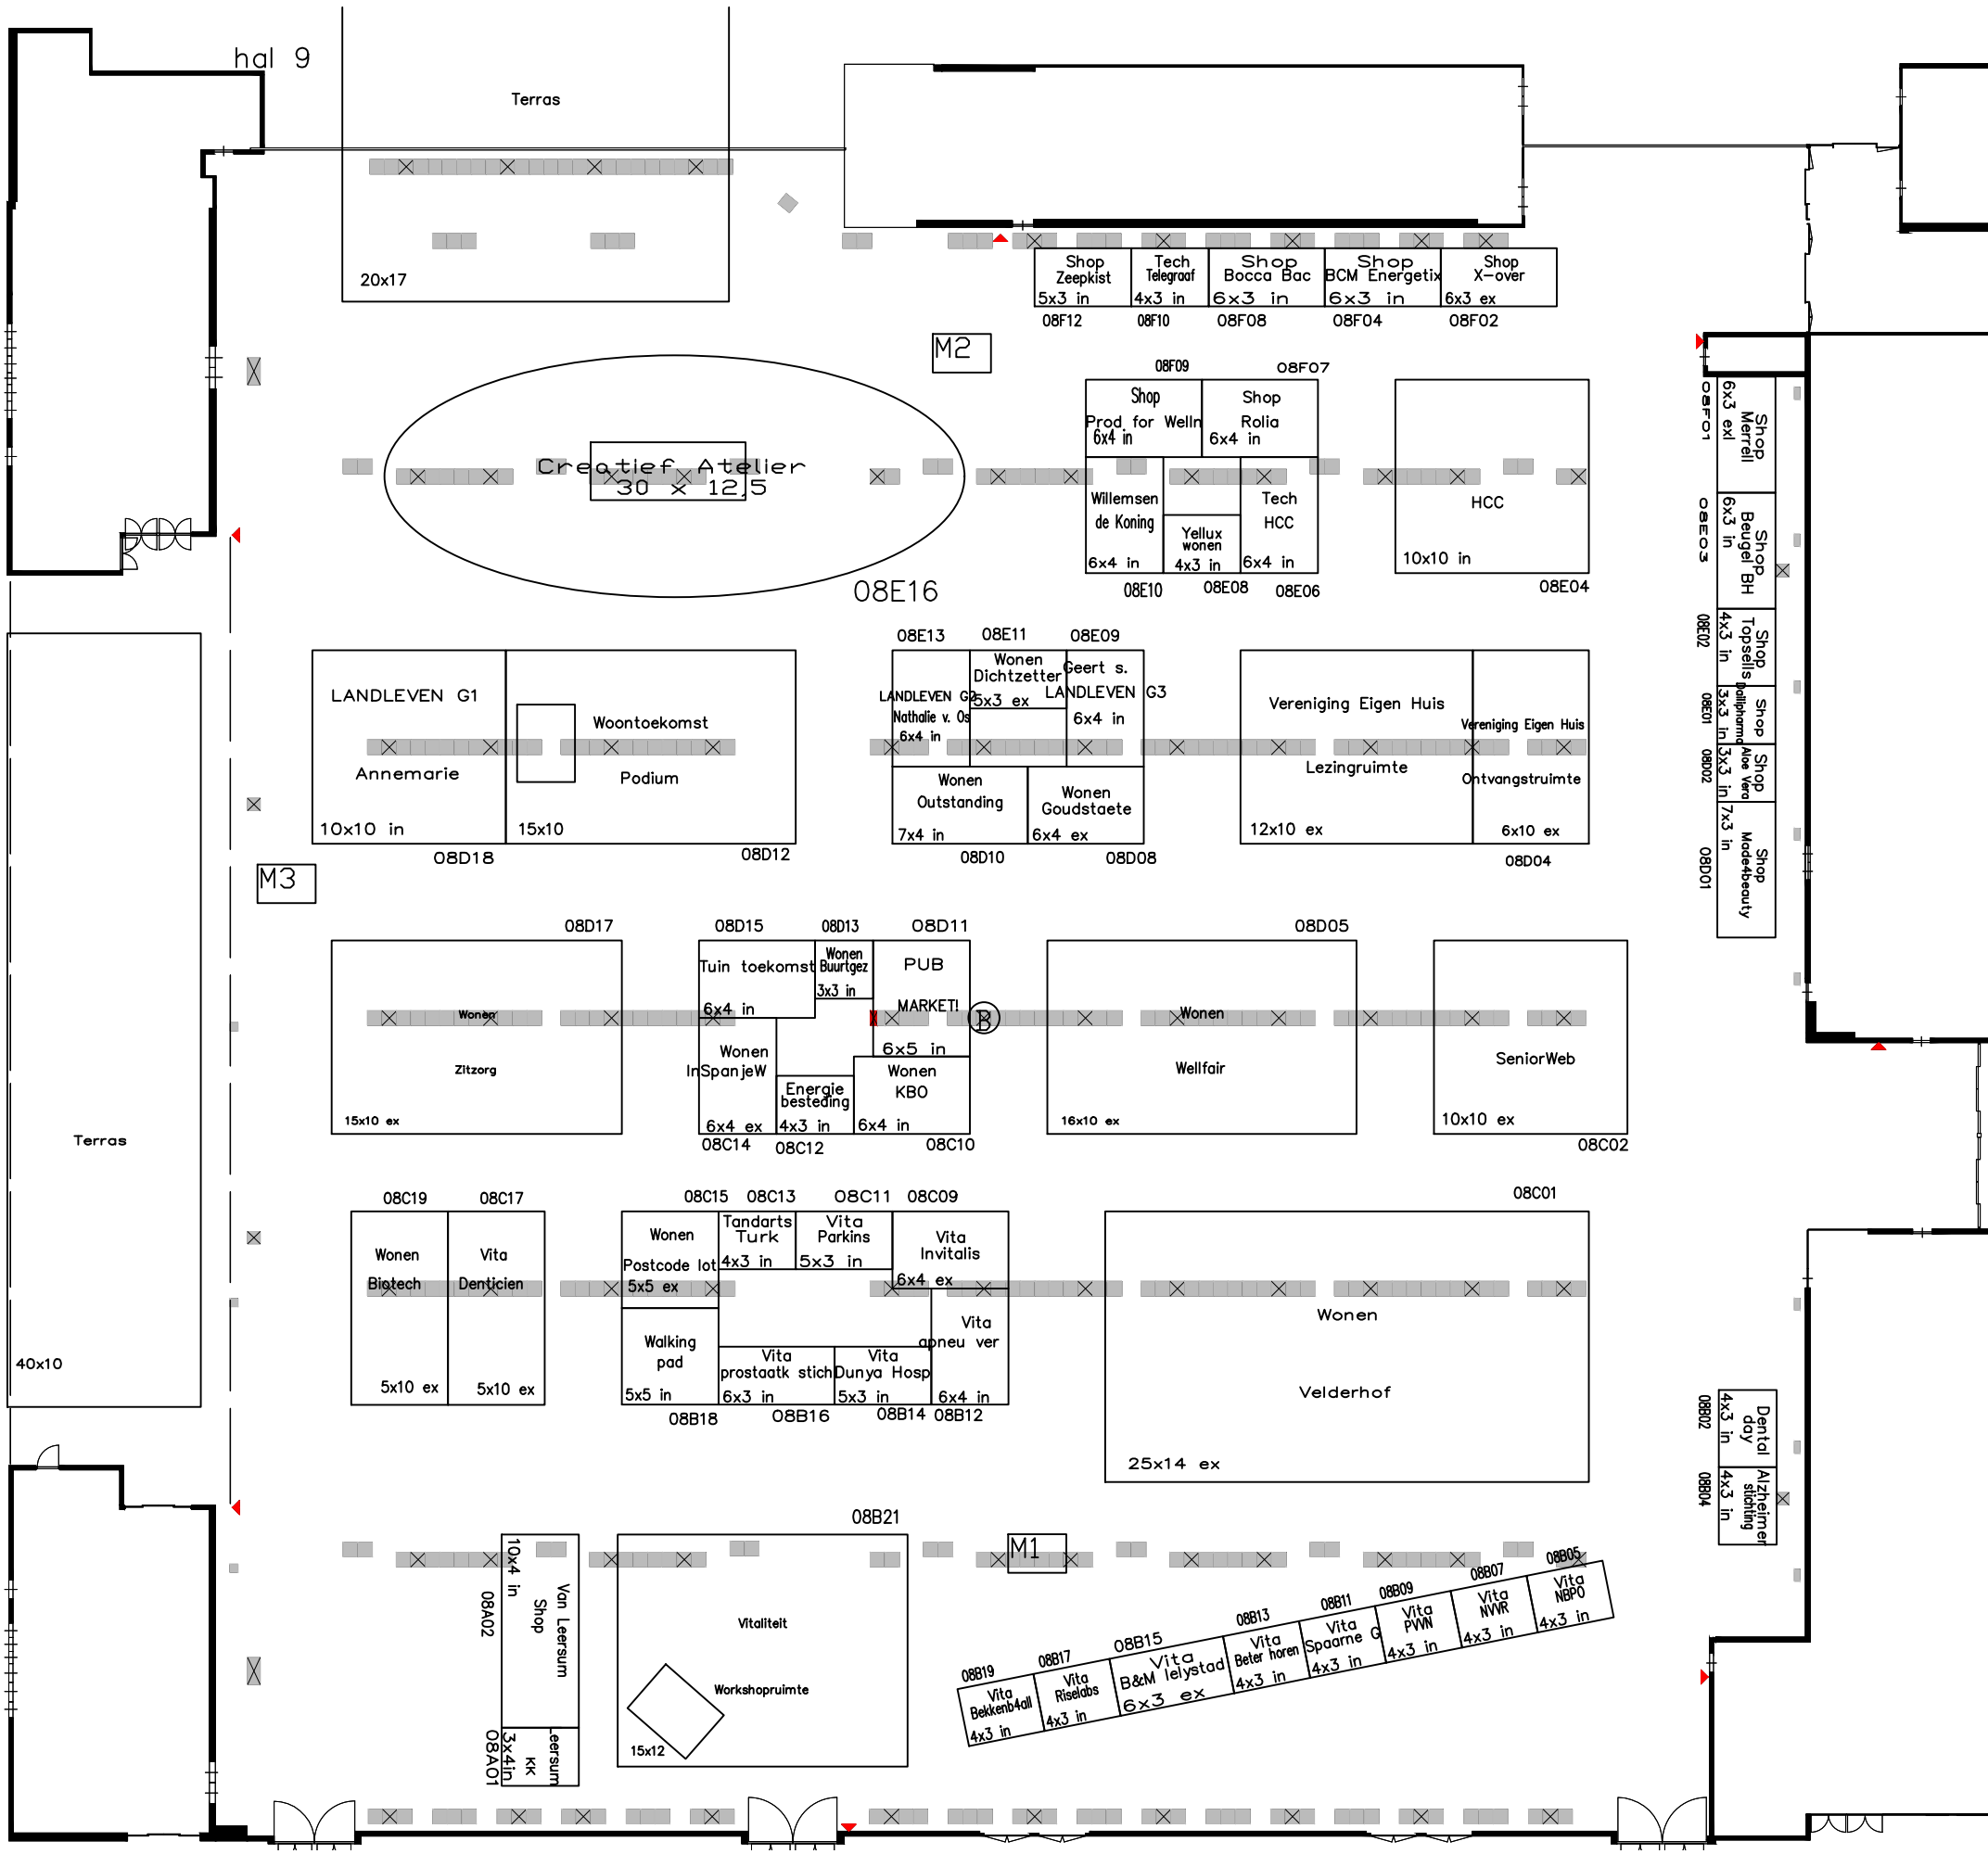 hal 9
Terras
20x17
Shop
Zeepkist
5x3 in
08F12
Tech
Telegraaf
4x3 in
08F10
Shop
Bocca Bac
6x3 in
08F08
Shop
BCM Energetix
6x3 in
08F04
Shop
X-over
6x3 ex
08F02
M2
Creatief Atelier
30 x 12,5
08E16
08F09
Shop
Prod for Welln
6x4 in
08F07
Shop
Rolia
6x4 in
Willemsen
de Koning
6x4 in
08E10
Yellux
wonen
4x3 in
08E08
Tech
HCC
6x4 in
08E06
HCC
10x10 in
08E04
Shop
Merrell
6x3 exl
08F01
Shop
Beugel BH
6x3 in
08E03
Shop
Topsells
4x3 in
08E02
Shop
3x3 in
08E01
Shop
Aloe Vera
3x3 in
08D02
Shop
Made4beauty
7x3 in
08D01
LANDLEVEN G1
Annemarie
10x10 in
08D18
Woontoekomst
Podium
15x10
08D12
08E13
LANDLEVEN G2
Nathalie v. Os
6x4 in
08E11
Wonen
Dichtzetter
5x3 ex
08E09
Geert s.
LANDLEVEN G3
6x4 in
Wonen
Outstanding
7x4 in
08D10
Wonen
Goudstaete
6x4 ex
08D08
Vereniging Eigen Huis
Lezingruimte
12x10 ex
Vereniging Eigen Huis
Ontvangstruimte
6x10 ex
08D04
M3
08D17
Wonen
Zitzorg
15x10 ex
08D15
Tuin toekomst
6x4 in
08D13
Wonen
Buurtgez
3x3 in
08D11
PUB
MARKET!
6x5 in
B
Wonen
InSpanjeW
6x4 ex
08C14
Energie
besteding
4x3 in
08C12
Wonen
KBO
6x4 in
08C10
08D05
Wonen
Wellfair
16x10 ex
SeniorWeb
10x10 ex
08C02
Terras
40x10
08C19
Wonen
Biotech
5x10 ex
08C17
Vita
Denticien
5x10 ex
08C15
Wonen
Postcode lot
5x5 ex
08C13
Tandarts
Turk
4x3 in
08C11
Vita
Parkins
5x3 in
08C09
Vita
Invitalis
6x4 ex
Walking
pad
5x5 in
08B18
Vita
prostaatk stich
6x3 in
08B16
Vita
Dunya Hosp
5x3 in
08B14
Vita
apneu ver
6x4 in
08B12
08C01
Wonen
Velderhof
25x14 ex
Dental
day
4x3 in
08B02
Alzheimer
stichting
4x3 in
08B04
Van Leersum
Shop
10x4 in
08A02
Leersum
KK
3x4in
08A01
08B21
Vitaliteit
Workshopruimte
15x12
M1
08B19
Vita
Bekkenb4all
4x3 in
08B17
Vita
Riselabs
4x3 in
08B15
Vita
B&M lelystad
6x3 ex
08B13
Vita
Beter horen
4x3 in
08B11
Vita
Spaarne G
4x3 in
08B09
Vita
PVVN
4x3 in
08B07
Vita
NVVR
4x3 in
08B05
Vita
NBPO
4x3 in